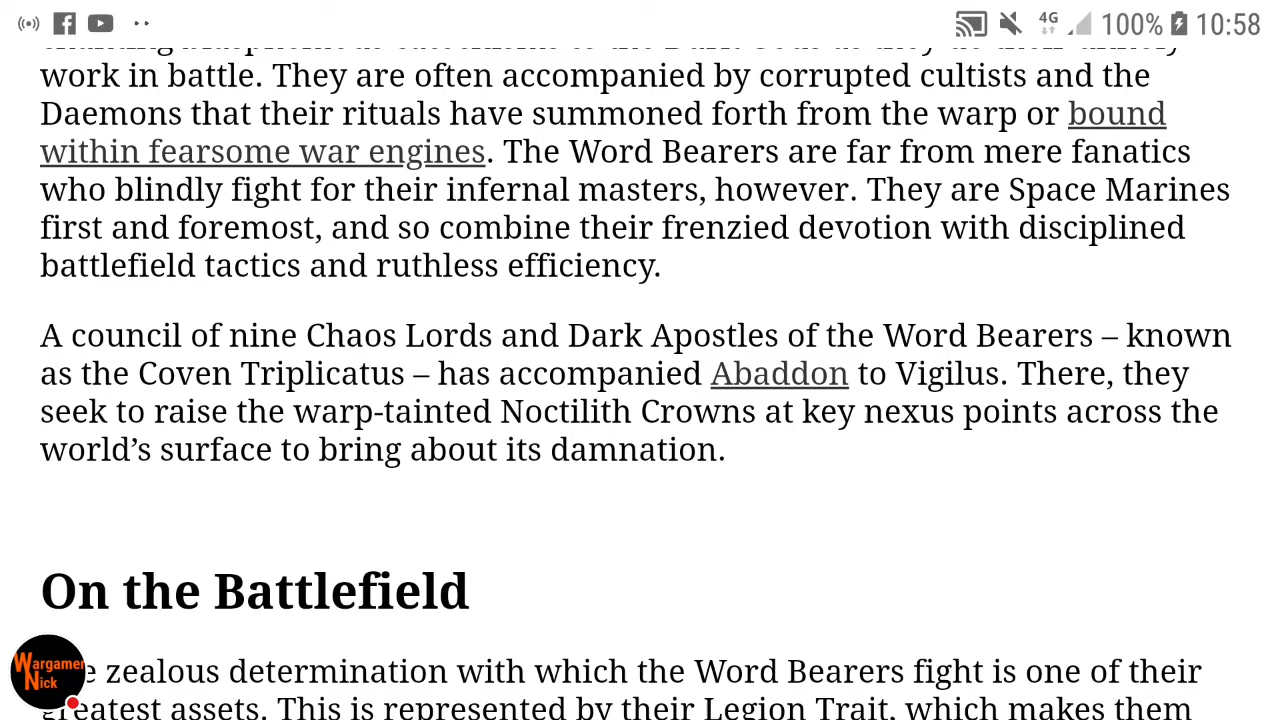 4G 100% 10:58
work in battle. They are often accompanied by corrupted cultists and the
Daemons that their rituals have summoned forth from the warp or bound
within fearsome war engines. The Word Bearers are far from mere fanatics
who blindly fight for their infernal masters, however. They are Space Marines
first and foremost, and so combine their frenzied devotion with disciplined
battlefield tactics and ruthless efficiency.
A council of nine Chaos Lords and Dark Apostles of the Word Bearers – known
as the Coven Triplicatus – has accompanied Abaddon to Vigilus. There, they
seek to raise the warp-tainted Noctilith Crowns at key nexus points across the
world’s surface to bring about its damnation.
On the Battlefield
Wargamer
Nick
zealous determination with which the Word Bearers fight is one of their
greatest assets. This is represented by their Legion Trait, which makes them